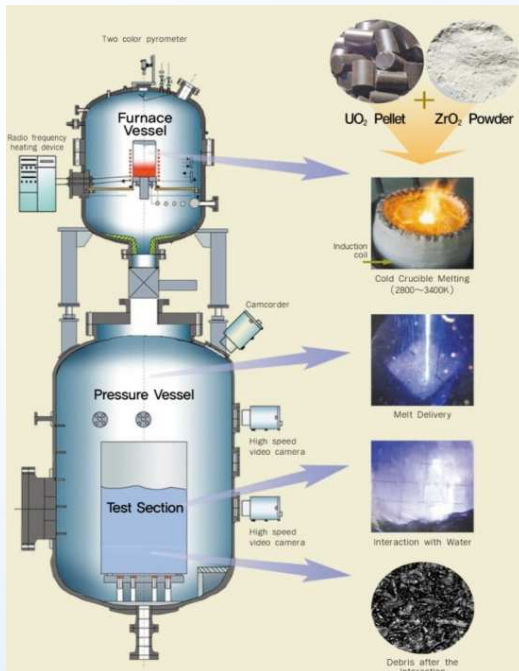 Two color pyrometer
Furnace
Vessel
Radio frequency
heating device
UO₂ Pellet
+
ZrO₂ Powder
Induction
coil
Cold Crucible Melting
(2800~3400K)
Camcorder
Pressure Vessel
Melt Delivery
High speed
video camera
Test Section
High speed
video camera
Interaction with Water
Debris after the
interaction